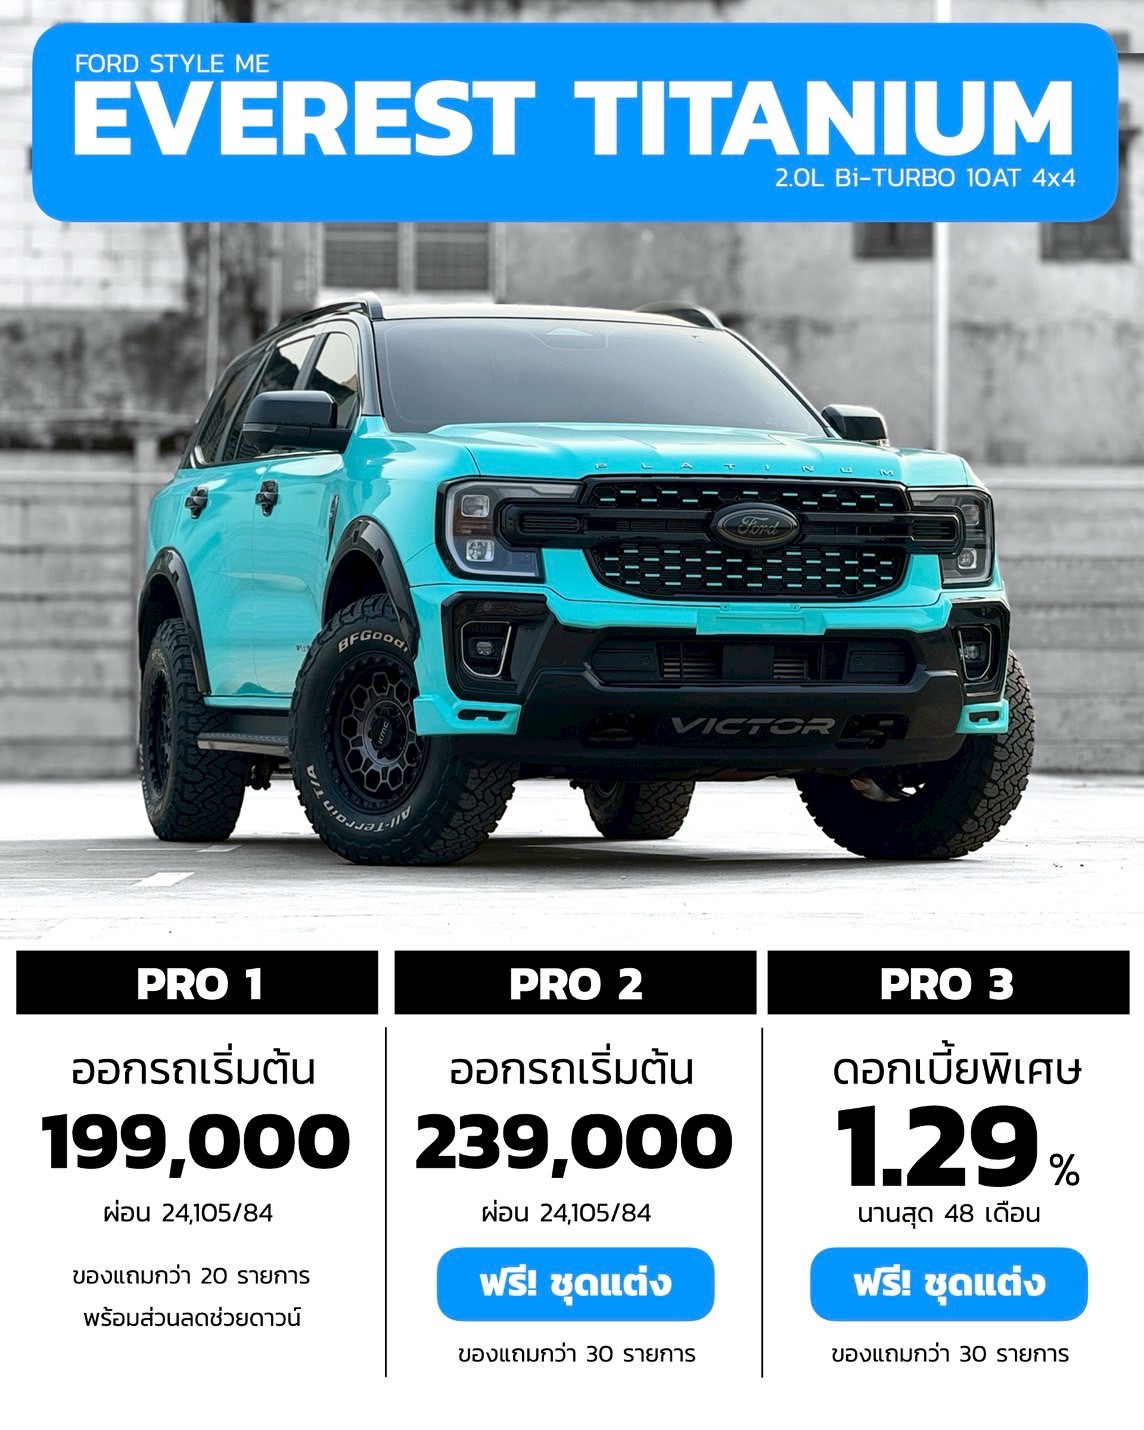 FORD STYLE ME
EVEREST TITANIUM
2.0L Bi-TURBO 10AT 4x4
PLATINUM
Ford
BFGood
KMC
All-Terrain T/A
VICTOR
PRO 1
ออกรถเริ่มต้น
199,000
ผ่อน 24,105/84
ของแถมกว่า 20 รายการ
พร้อมส่วนลดช่วยดาวน์
PRO 2
ออกรถเริ่มต้น
239,000
ผ่อน 24,105/84
ฟรี! ชุดแต่ง
ของแถมกว่า 30 รายการ
PRO 3
ดอกเบี้ยพิเศษ
1.29 %
นานสุด 48 เดือน
ฟรี! ชุดแต่ง
ของแถมกว่า 30 รายการ